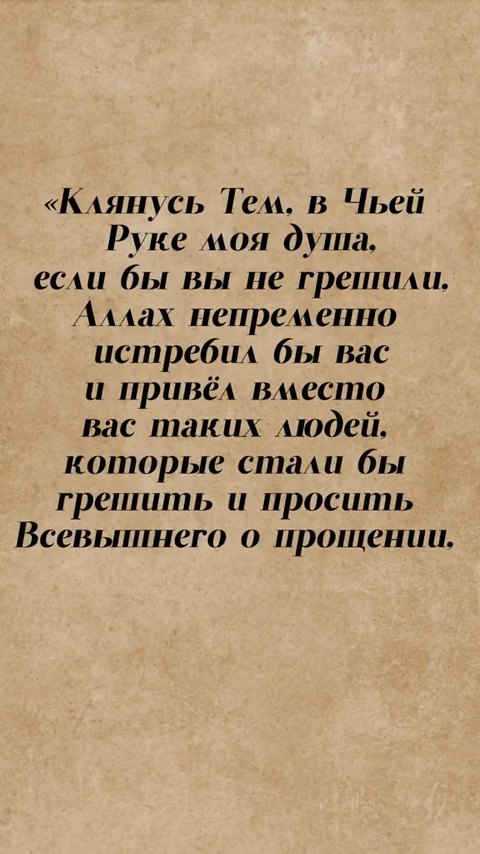 «Клянусь Тем, в Чьей
Руке моя душа,
если бы вы не грешили,
Аллах непременно
истребил бы вас
и привёл вместо
вас таких людей,
которые стали бы
грешить и просить
Всевышнего о прощении,